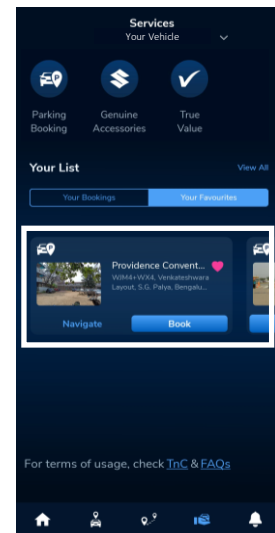 Services
Your Vehicle
Parking Booking
Genuine Accessories
True Value
Your List
View All
Your Bookings
Your Favourites
Providence Convent...
WJM4+WX4, Venkateshwara
Layout, S.G. Palya, Bengalu...
Navigate
Book
For terms of usage, check TnC & FAQs